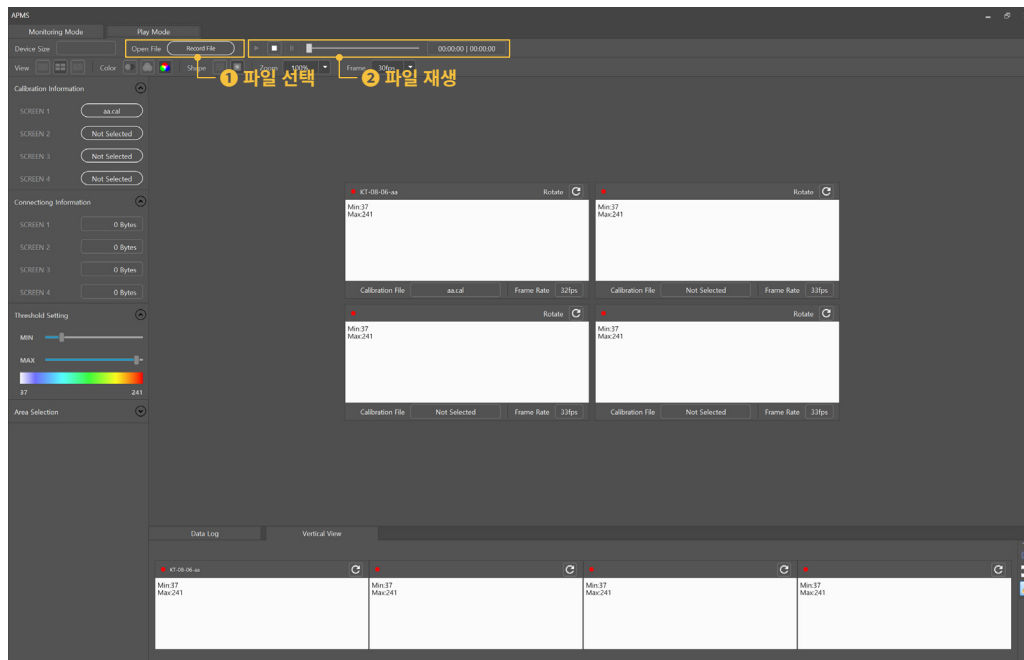 APMS
Monitoring Mode Play Mode
Device Size Open File Record File 00:00:00 | 00:00:00
View Color Shape Zoom 100% Frame 30fps
❶ 파일 선택 ❷ 파일 재생
Calibration Information
SCREEN 1 aa.cal
SCREEN 2 Not Selected
SCREEN 3 Not Selected
SCREEN 4 Not Selected
Connectiong Information
SCREEN 1 0 Bytes
SCREEN 2 0 Bytes
SCREEN 3 0 Bytes
SCREEN 4 0 Bytes
Threshold Setting
MIN
MAX
37 241
Area Selection
KT-08-06-aa Rotate
Min:37
Max:241
Calibration File aa.cal Frame Rate 32fps
Rotate
Min:37
Max:241
Calibration File Not Selected Frame Rate 33fps
Rotate
Min:37
Max:241
Calibration File Not Selected Frame Rate 33fps
Rotate
Min:37
Max:241
Calibration File Not Selected Frame Rate 33fps
Data Log Vertical View
KT-08-06-aa
Min:37
Max:241
Min:37
Max:241
Min:37
Max:241
Min:37
Max:241